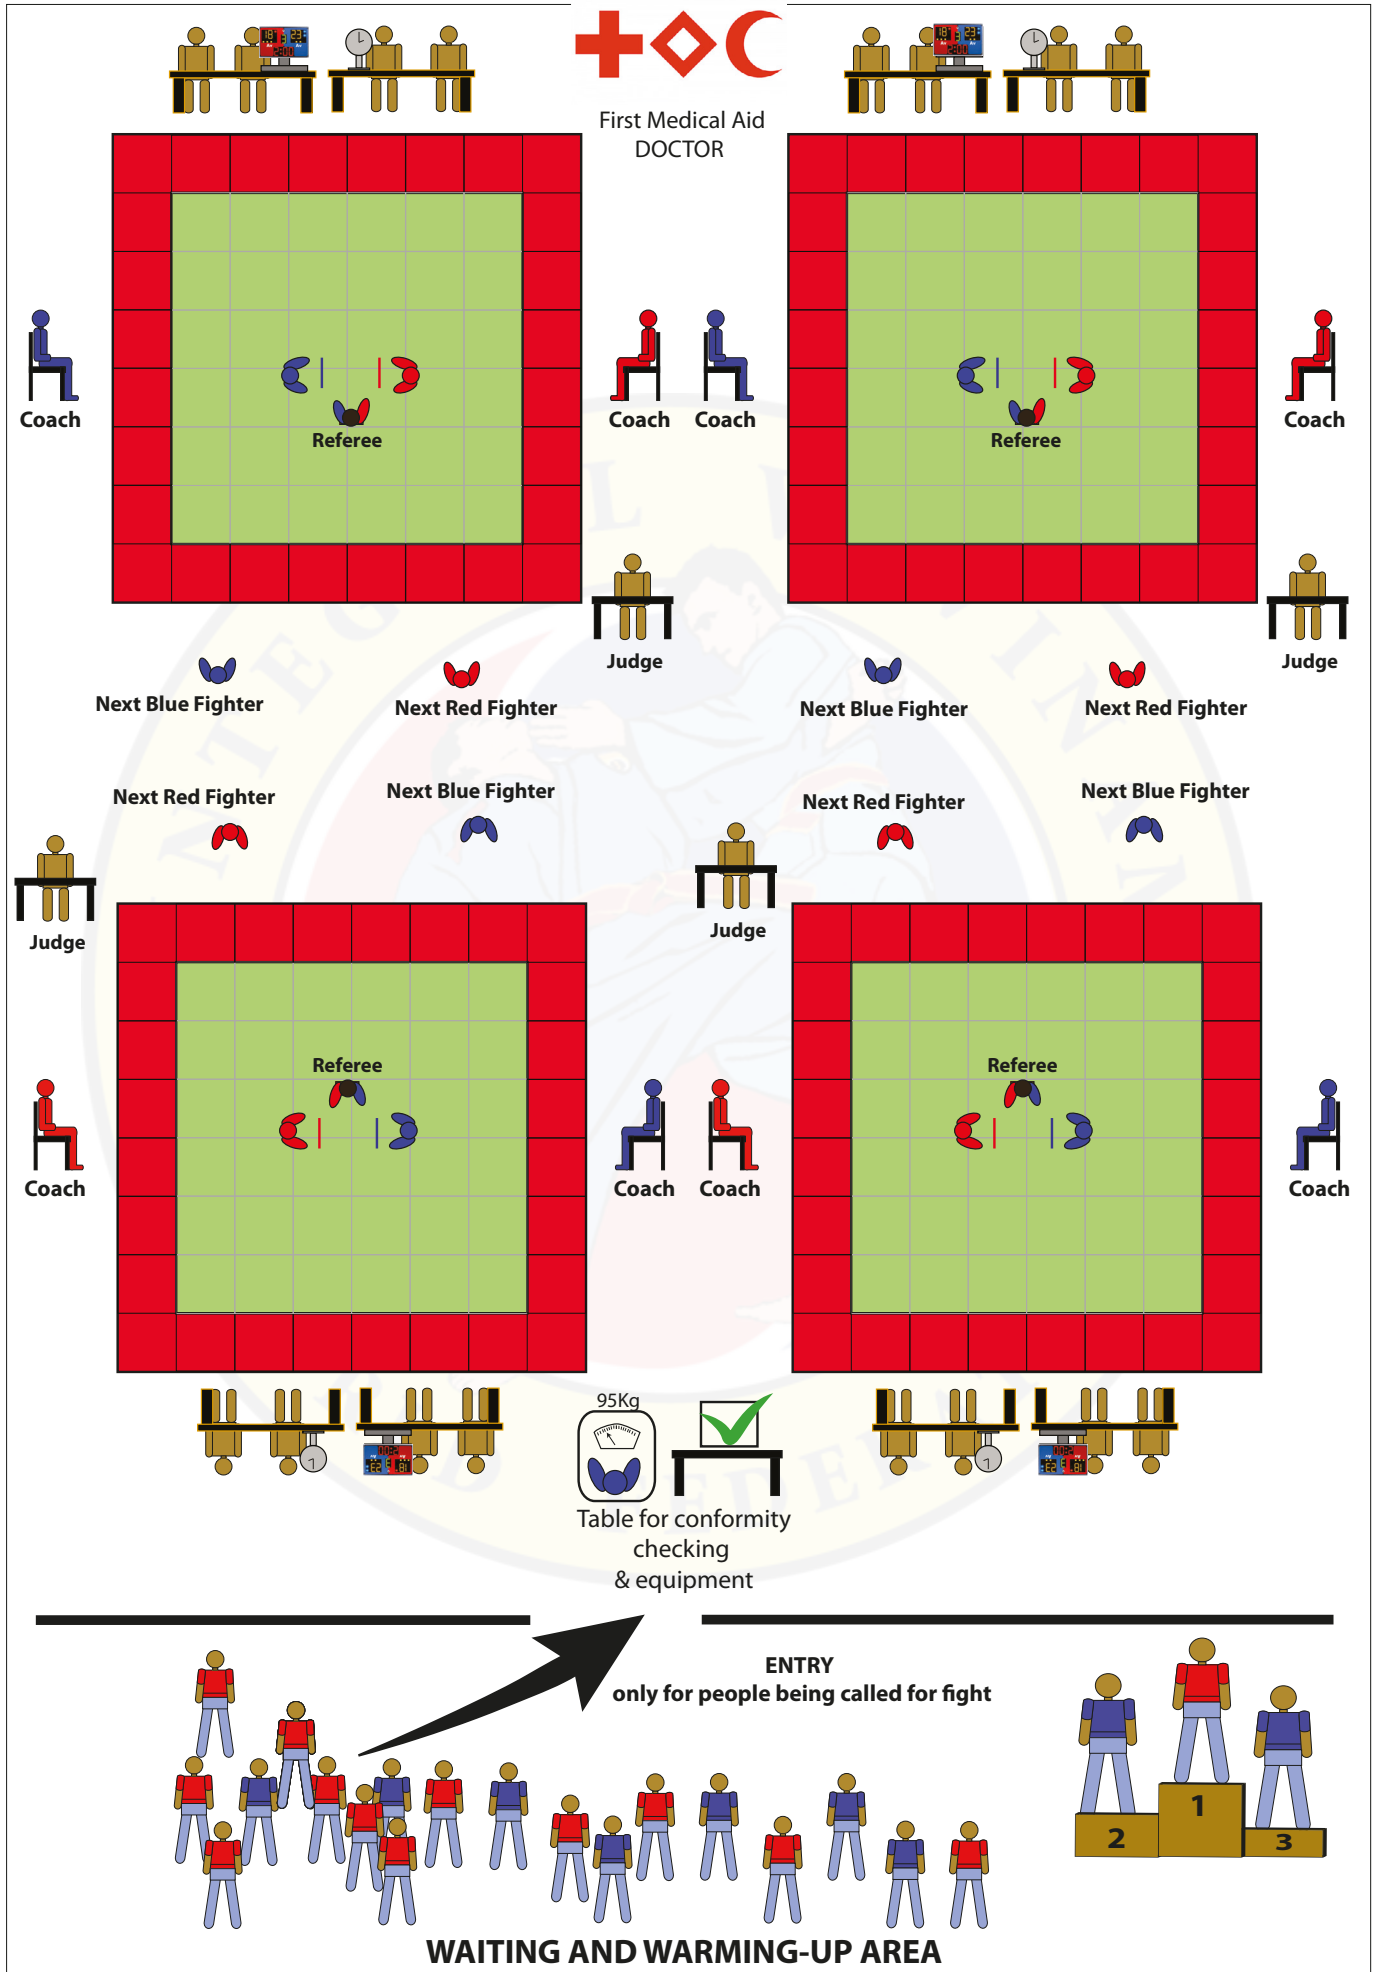 First Medical Aid
DOCTOR
Coach
Referee
Coach
Coach
Referee
Coach
Judge
Judge
Next Blue Fighter
Next Red Fighter
Next Blue Fighter
Next Red Fighter
Next Red Fighter
Next Blue Fighter
Next Red Fighter
Next Blue Fighter
Judge
Judge
Referee
Referee
Coach
Coach
Coach
Coach
95Kg
Table for conformity
checking
& equipment
ENTRY
only for people being called for fight
1
2
3
WAITING AND WARMING-UP AREA